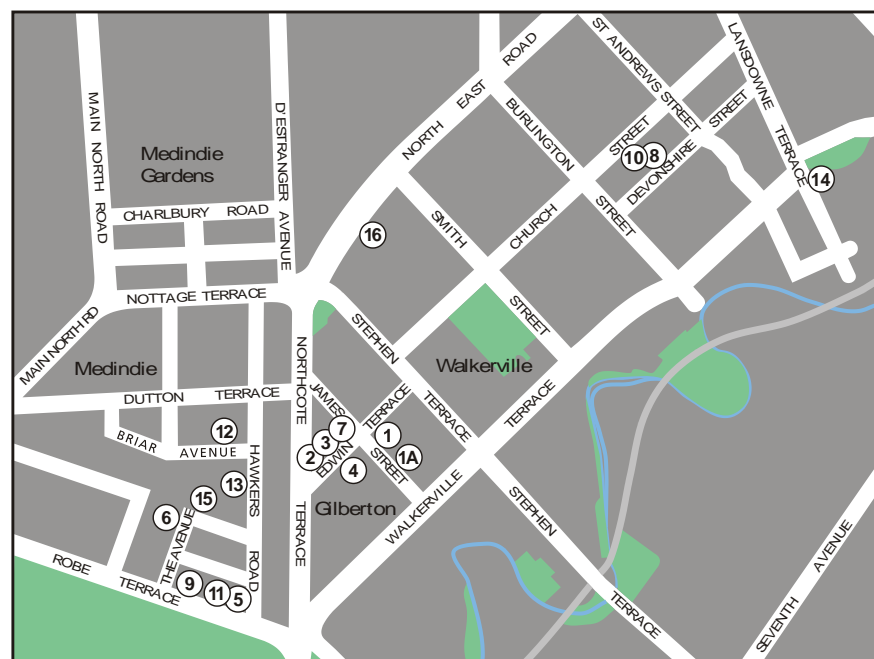 ST ANDREWS STREET
LANSDOWNE TERRACE
MAIN NORTH ROAD
D'ESTRANGER AVENUE
NORTH EAST ROAD
BURLINGTON STREET
Medindie
Gardens
10
8
DEVONSHIRE STREET
14
CHARLBURY ROAD
SMITH STREET
CHURCH STREET
16
NOTTAGE TERRACE
MAIN NORTH RD
STEPHEN TERRACE
Medindie
NORTHCOTE TERRACE
Walkerville
DUTTON TERRACE
JAMES STREET
EDWIN TERRACE
WALKERVILLE TERRACE
BRIAR AVENUE
12
7
1
3
2
4
1A
HAWKERS ROAD
13
15
Gilberton
6
THE AVENUE
STEPHEN TERRACE
ROBE TERRACE
9
11
5
SEVENTH AVENUE